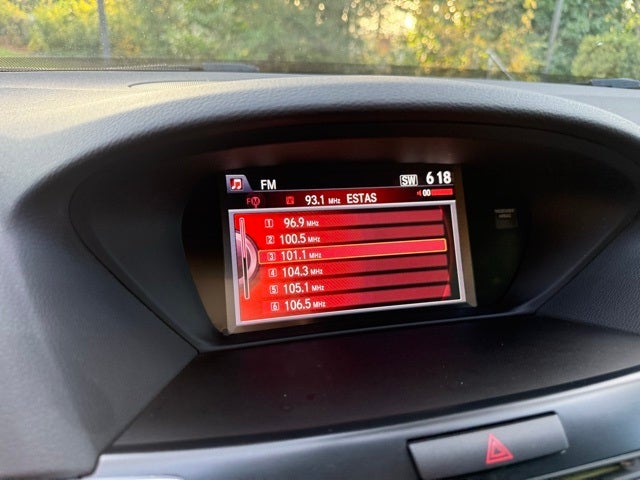 FM SW 6 18
FM 93.1 MHz ESTAS 00
1 96.9 MHz
2 100.5 MHz
3 101.1 MHz
4 104.3 MHz
5 105.1 MHz
6 106.5 MHz